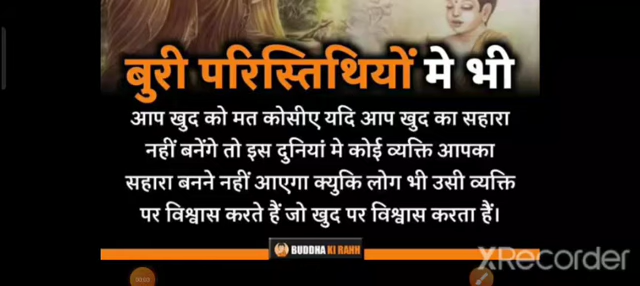 बुरी परिस्तिथियों मे भी
आप खुद को मत कोसीए यदि आप खुद का सहारा
नहीं बनेंगे तो इस दुनियां मे कोई व्यक्ति आपका
सहारा बनने नहीं आएगा क्युकि लोग भी उसी व्यक्ति
पर विश्वास करते हैं जो खुद पर विश्वास करता हैं।
BUDDHA KI RAHH
XRecorder